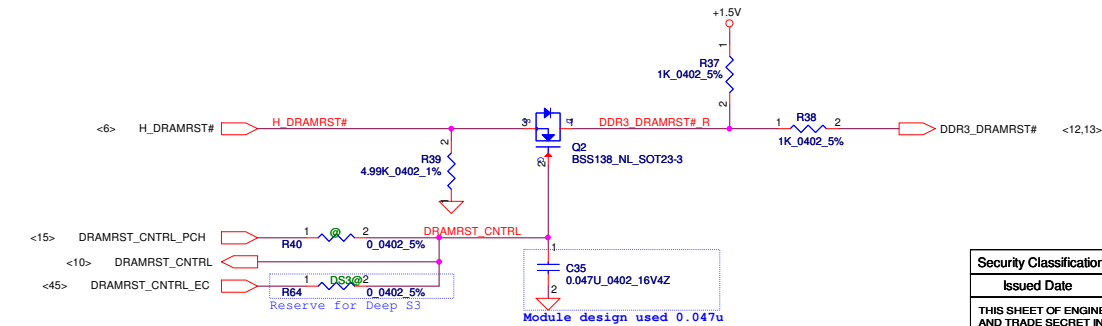 +1.5V
1
R37
1K_0402_5%
2
<6> H_DRAMRST# H_DRAMRST# 3 1 DDR3_DRAMRST#_R 1 R38 2 DDR3_DRAMRST# <12,13>
1K_0402_5%
Q2
BSS138_NL_SOT23-3
2
2
R39
4.99K_0402_1%
1
<15> DRAMRST_CNTRL_PCH 1 @ 2 DRAMRST_CNTRL
R40 0_0402_5%
<10> DRAMRST_CNTRL
<45> DRAMRST_CNTRL_EC 1 DS3@ 2
R64 0_0402_5%
Reserve for Deep S3
1
C35
0.047U_0402_16V4Z
2
Module design used 0.047u
Security Classification
Issued Date
THIS SHEET OF ENGINE
AND TRADE SECRET IN